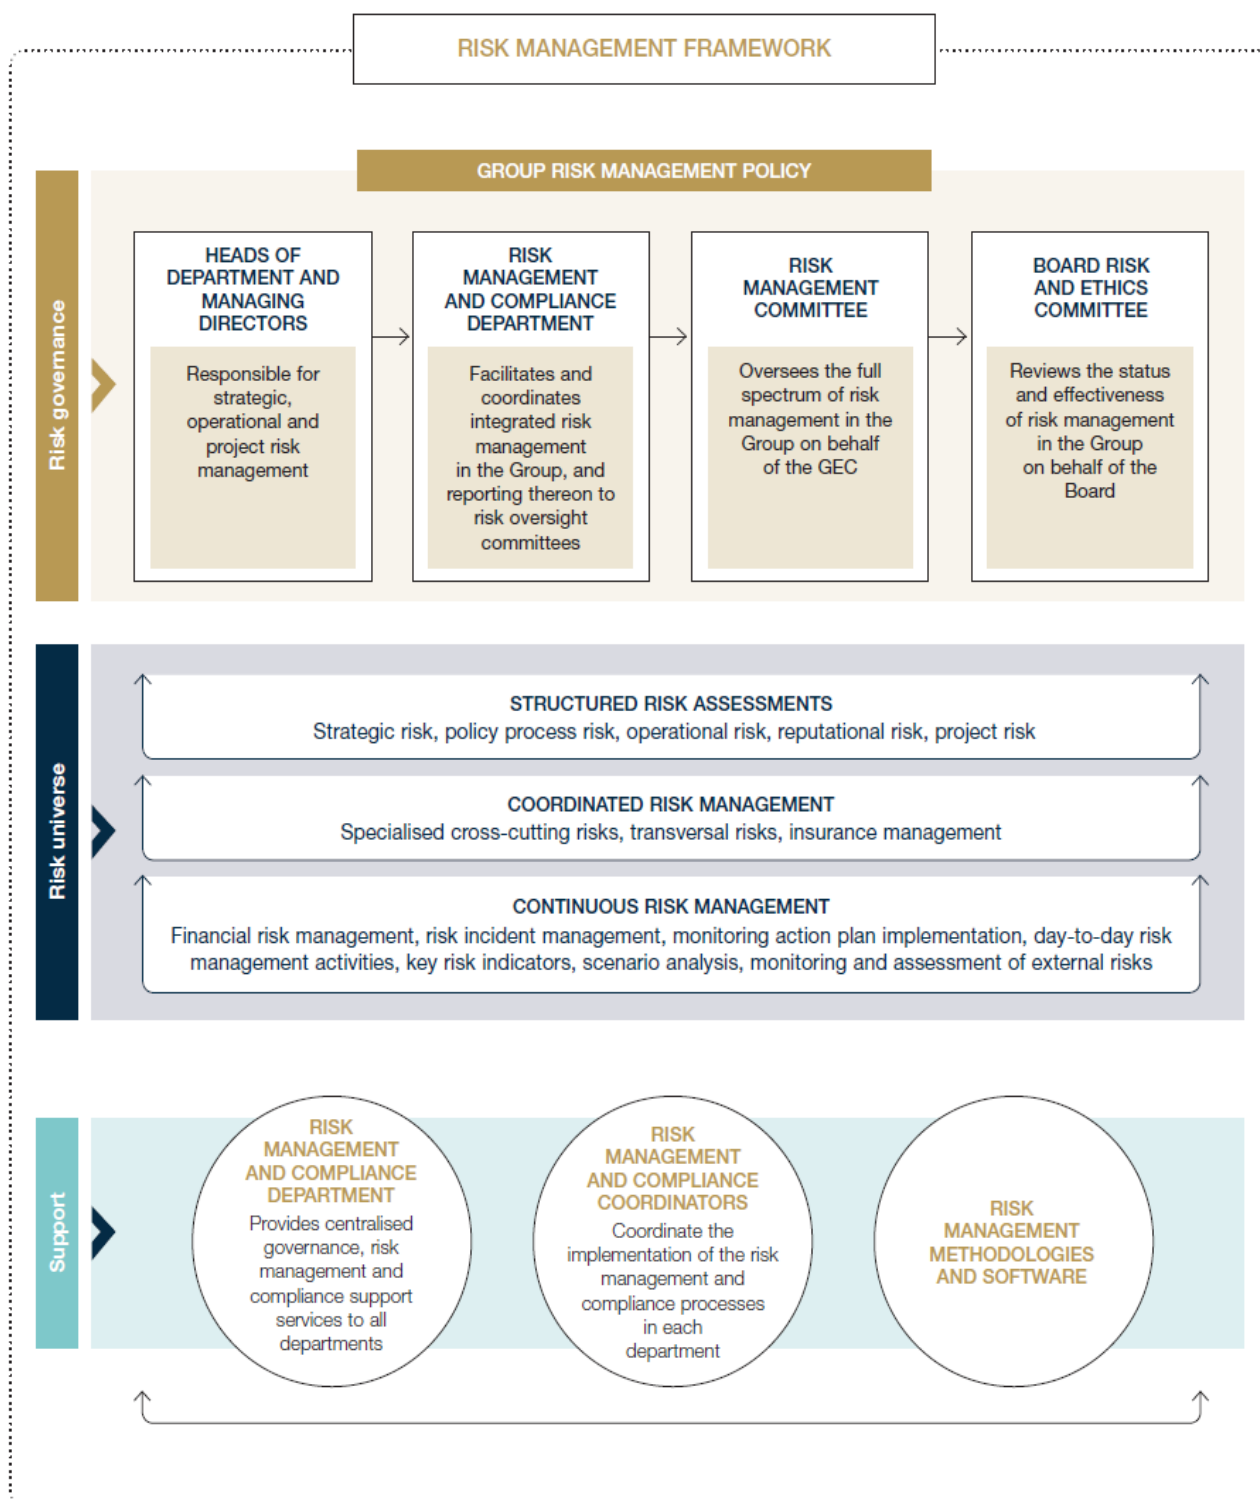 RISK MANAGEMENT FRAMEWORK
GROUP RISK MANAGEMENT POLICY
Risk governance
HEADS OF
DEPARTMENT AND
MANAGING
DIRECTORS
Responsible for
strategic,
operational and
project risk
management
RISK
MANAGEMENT
AND COMPLIANCE
DEPARTMENT
Facilitates and
coordinates
integrated risk
management
in the Group, and
reporting thereon to
risk oversight
committees
RISK
MANAGEMENT
COMMITTEE
Oversees the full
spectrum of risk
management in the
Group on behalf
of the GEC
BOARD RISK
AND ETHICS
COMMITTEE
Reviews the status
and effectiveness
of risk management
in the Group
on behalf of the
Board
Risk universe
STRUCTURED RISK ASSESSMENTS
Strategic risk, policy process risk, operational risk, reputational risk, project risk
COORDINATED RISK MANAGEMENT
Specialised cross-cutting risks, transversal risks, insurance management
CONTINUOUS RISK MANAGEMENT
Financial risk management, risk incident management, monitoring action plan implementation, day-to-day risk
management activities, key risk indicators, scenario analysis, monitoring and assessment of external risks
Support
RISK
MANAGEMENT
AND COMPLIANCE
DEPARTMENT
Provides centralised
governance, risk
management and
compliance support
services to all
departments
RISK
MANAGEMENT
AND COMPLIANCE
COORDINATORS
Coordinate the
implementation of the risk
management and
compliance processes
in each
department
RISK
MANAGEMENT
METHODOLOGIES
AND SOFTWARE